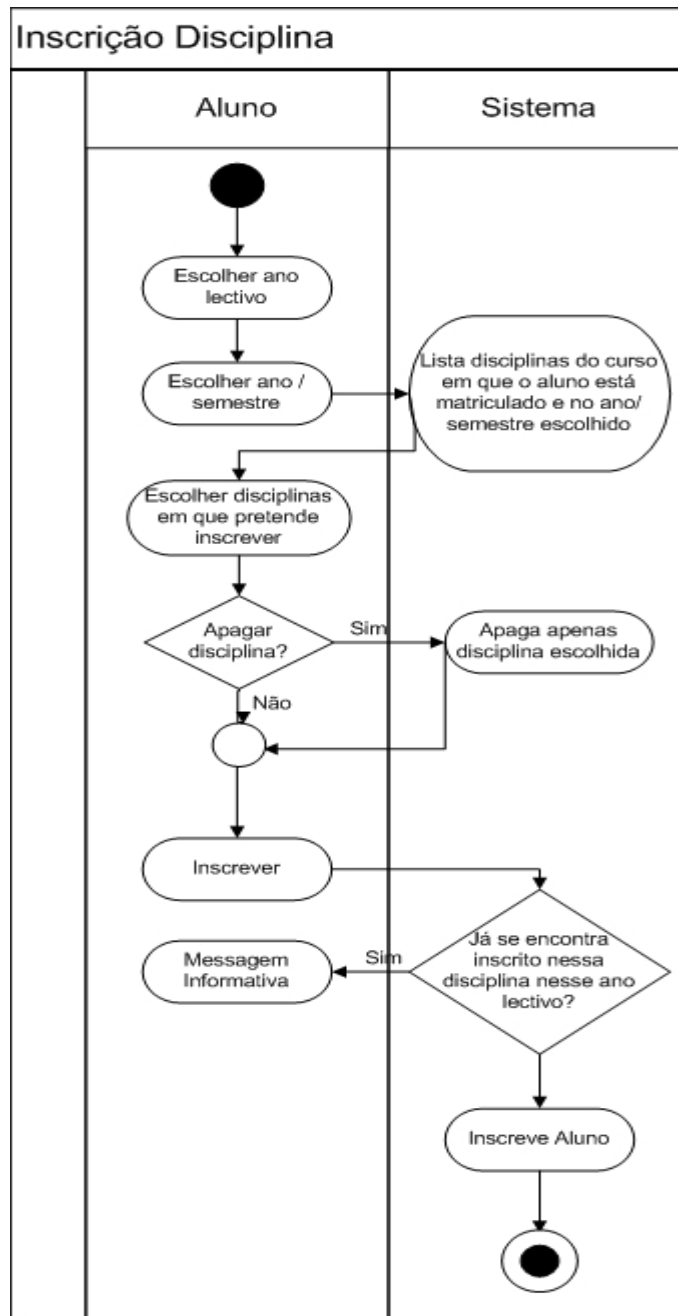 Inscrição Disciplina
Aluno
Sistema
Escolher ano
lectivo
Escolher ano /
semestre
Lista disciplinas do curso
em que o aluno está
matriculado e no ano/
semestre escolhido
Escolher disciplinas
em que pretende
inscrever
Apagar
disciplina?
Sim
Apaga apenas
disciplina escolhida
Não
Inscrever
Já se encontra
inscrito nessa
disciplina nesse ano
lectivo?
Sim
Messagem
Informativa
Inscreve Aluno